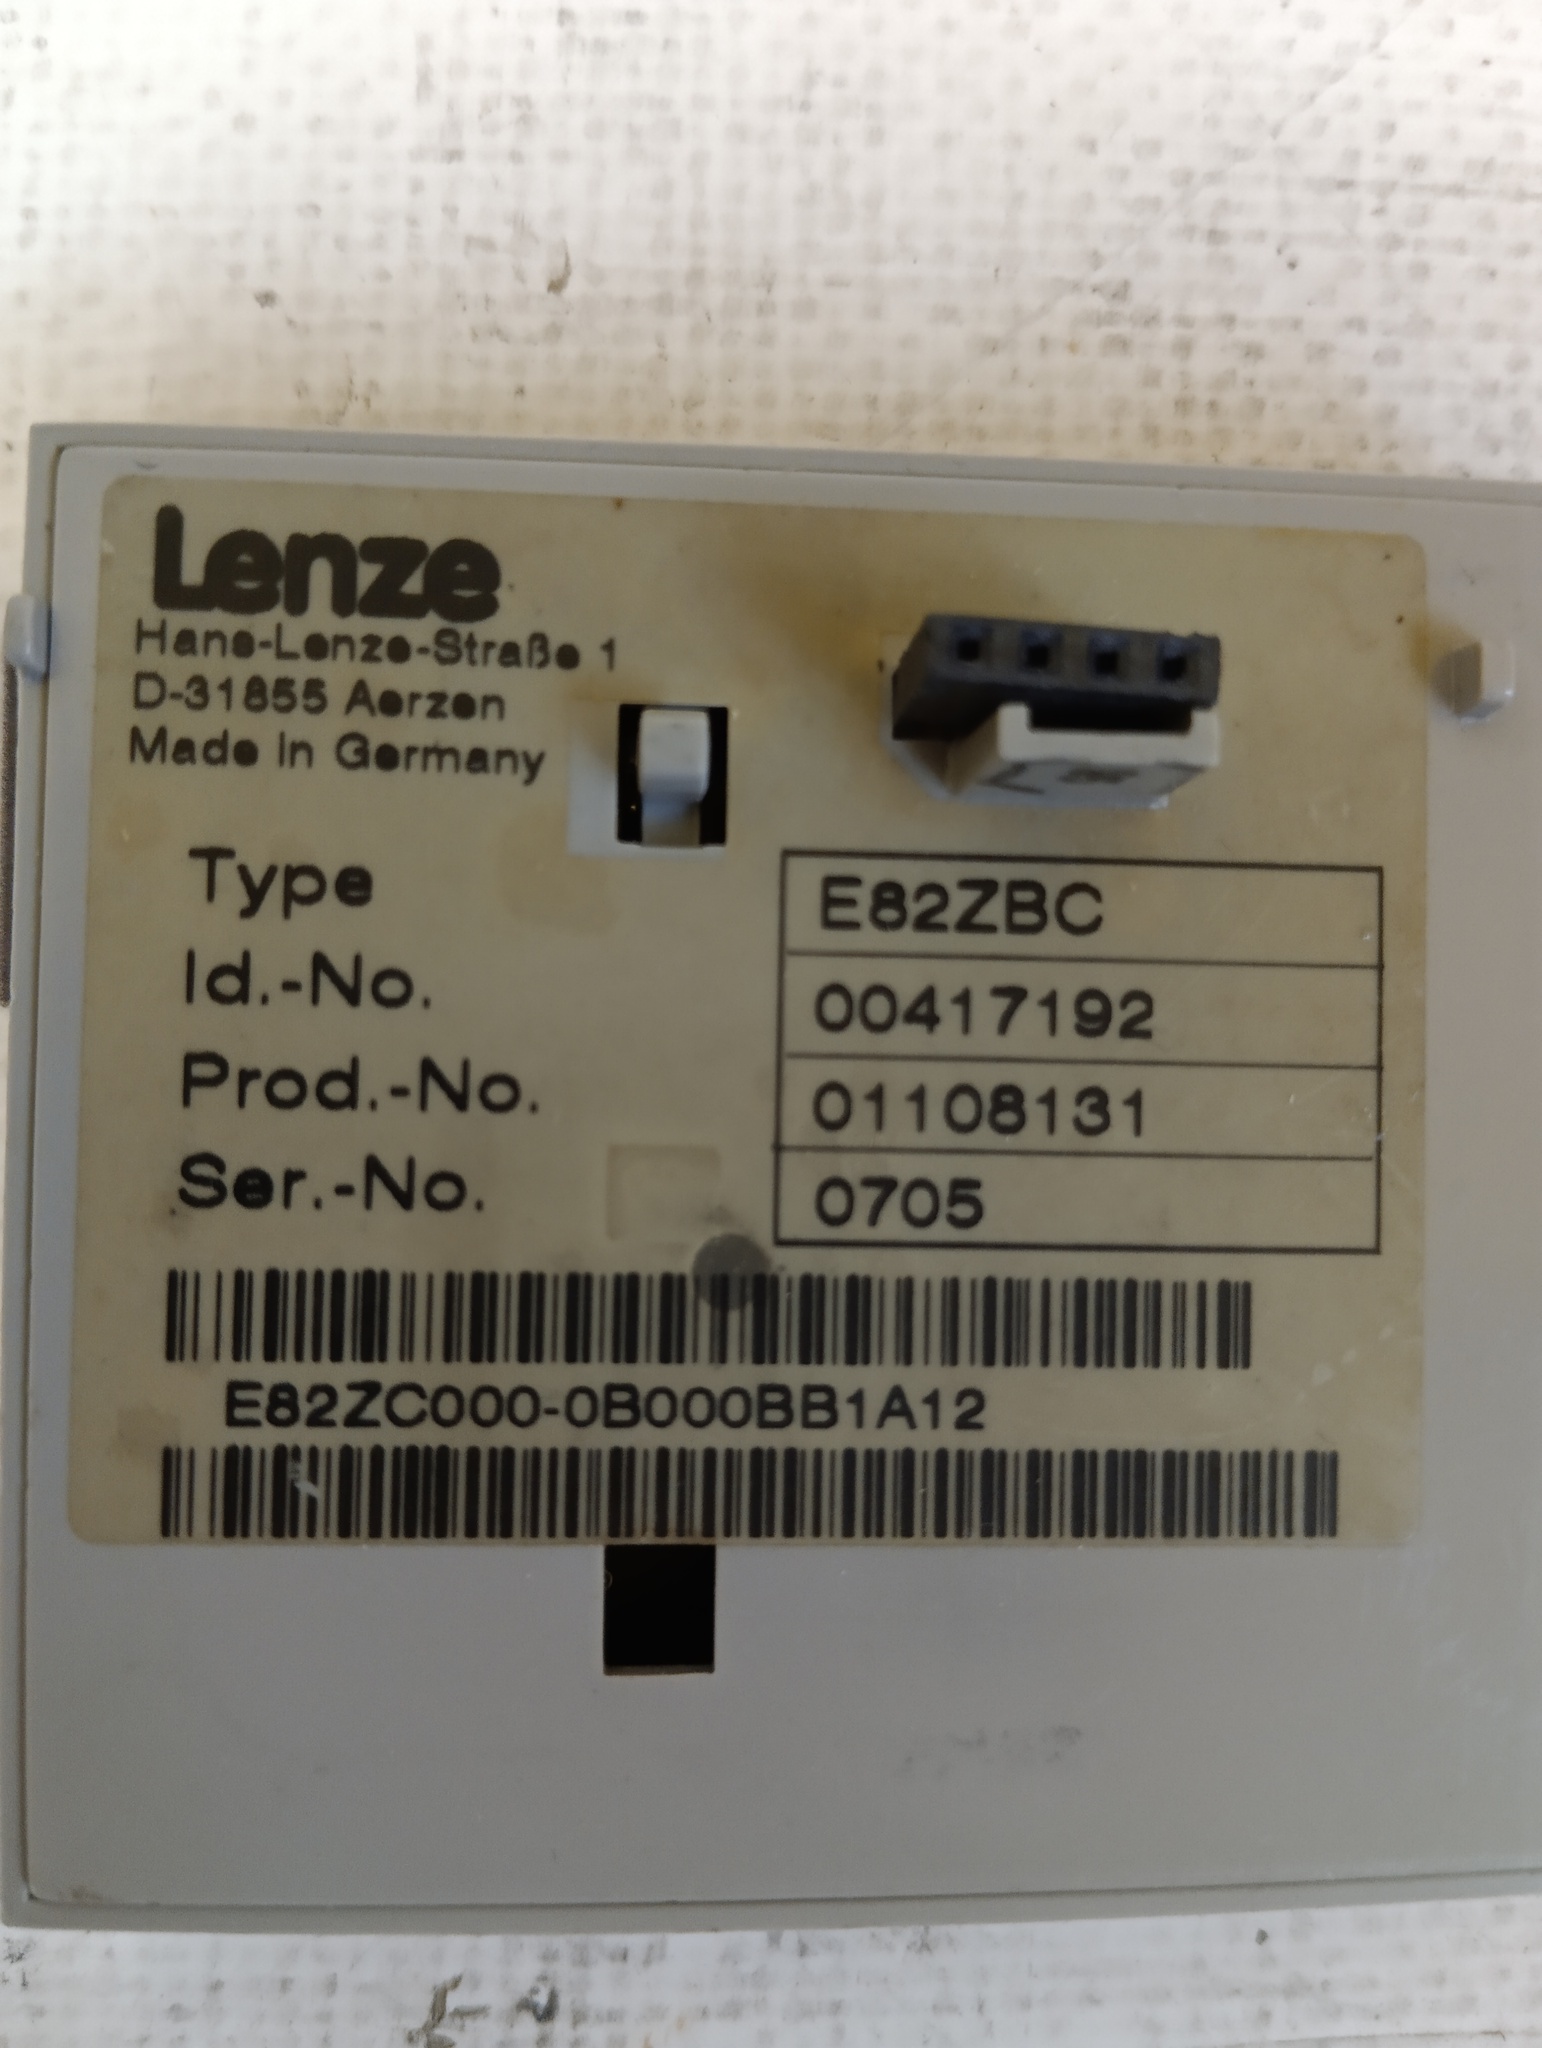 Lenze
Hans-Lenze-Straße 1
D-31855 Aerzen
Made in Germany
Type E82ZBC
Id.-No. 00417192
Prod.-No. 01108131
Ser.-No. 0705
E82ZC000-0B000BB1A12